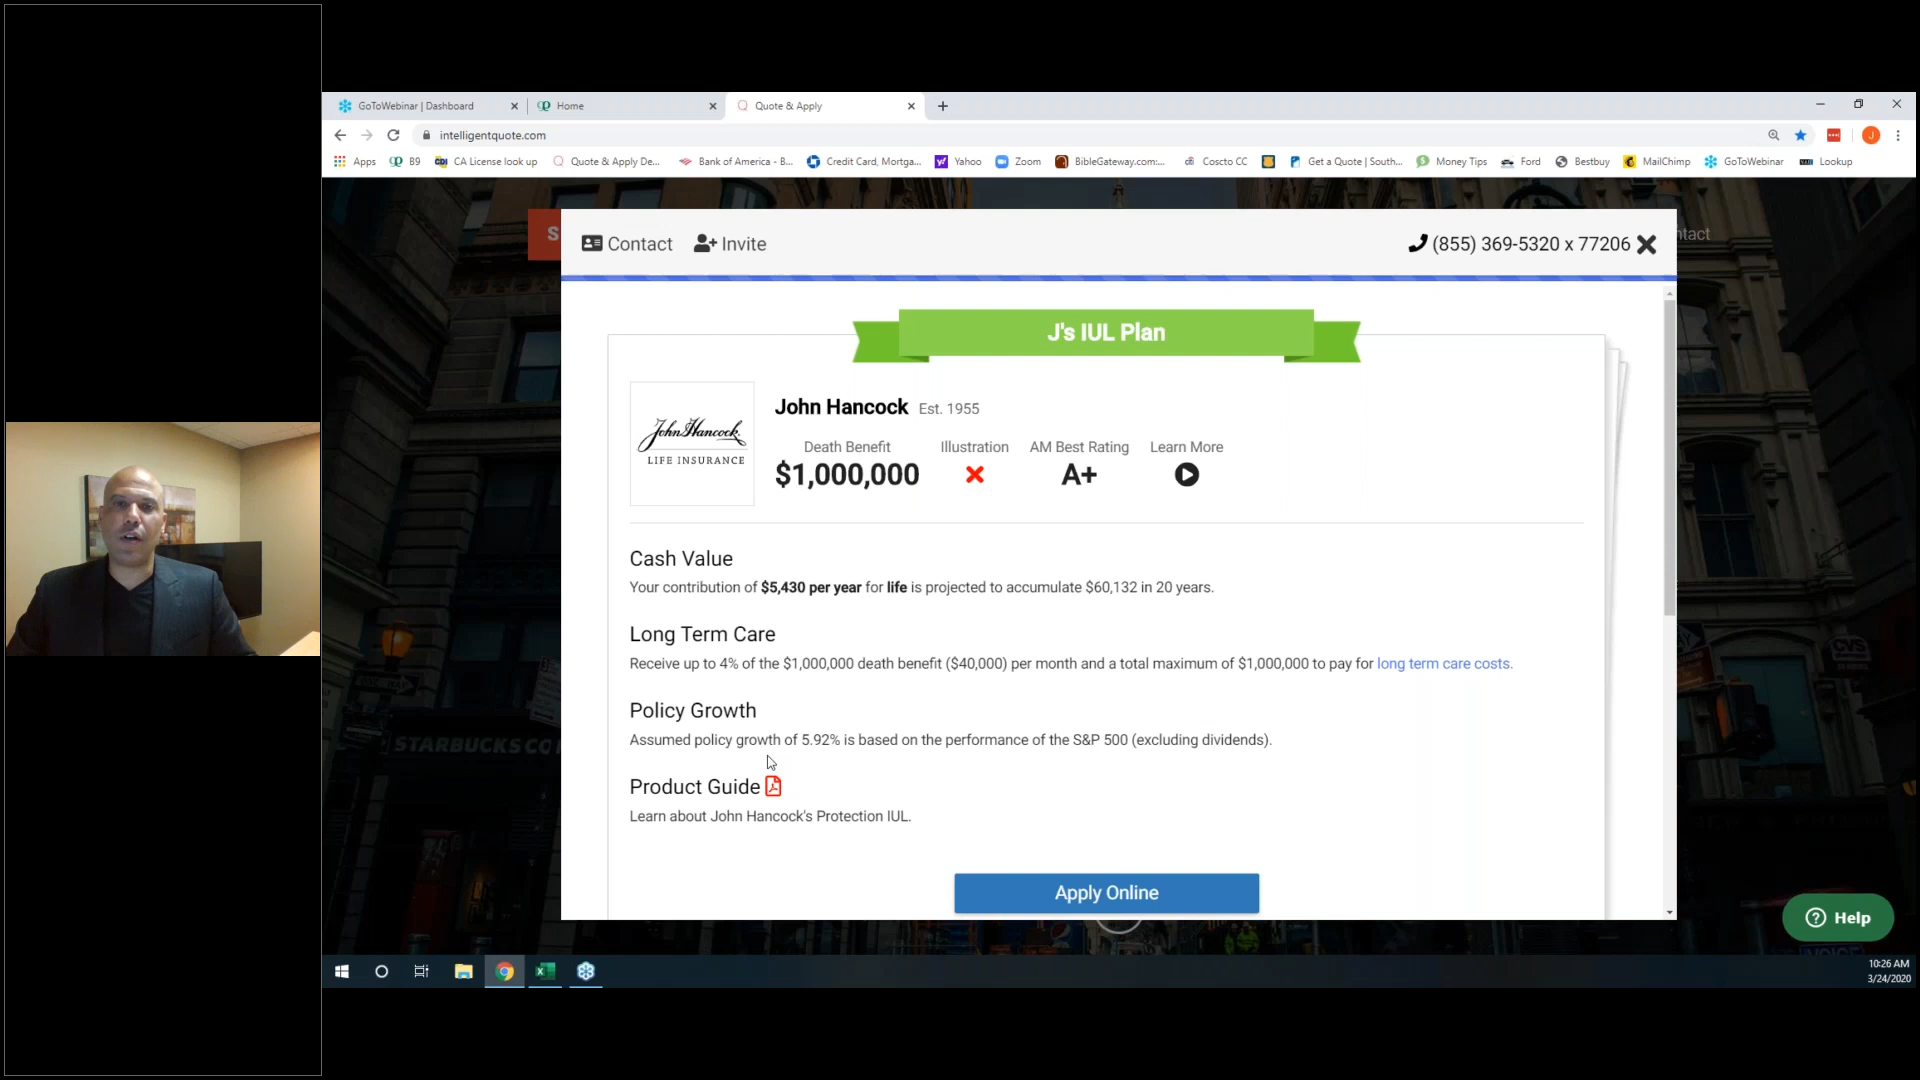 GoToWebinar | Dashboard
Home
Quote & Apply
intelligentquote.com
Apps
B9
CA License look up
Quote & Apply De...
Bank of America - B...
Credit Card, Mortga...
Yahoo
Zoom
BibleGateway.com:...
Coscto CC
Get a Quote | South...
Money Tips
Ford
Bestbuy
MailChimp
GoToWebinar
Lookup
J
S
Contact
Invite
(855) 369-5320 x 77206
ntact
J's IUL Plan
John Hancock
LIFE INSURANCE
John Hancock Est. 1955
Death Benefit
Illustration
AM Best Rating
Learn More
$1,000,000
A+
Cash Value
Your contribution of $5,430 per year for life is projected to accumulate $60,132 in 20 years.
Long Term Care
Receive up to 4% of the $1,000,000 death benefit ($40,000) per month and a total maximum of $1,000,000 to pay for long term care costs.
Policy Growth
Assumed policy growth of 5.92% is based on the performance of the S&P 500 (excluding dividends).
STARBUCKS CO
CVS
Product Guide
Learn about John Hancock's Protection IUL.
Apply Online
Help
10:26 AM
3/24/2020